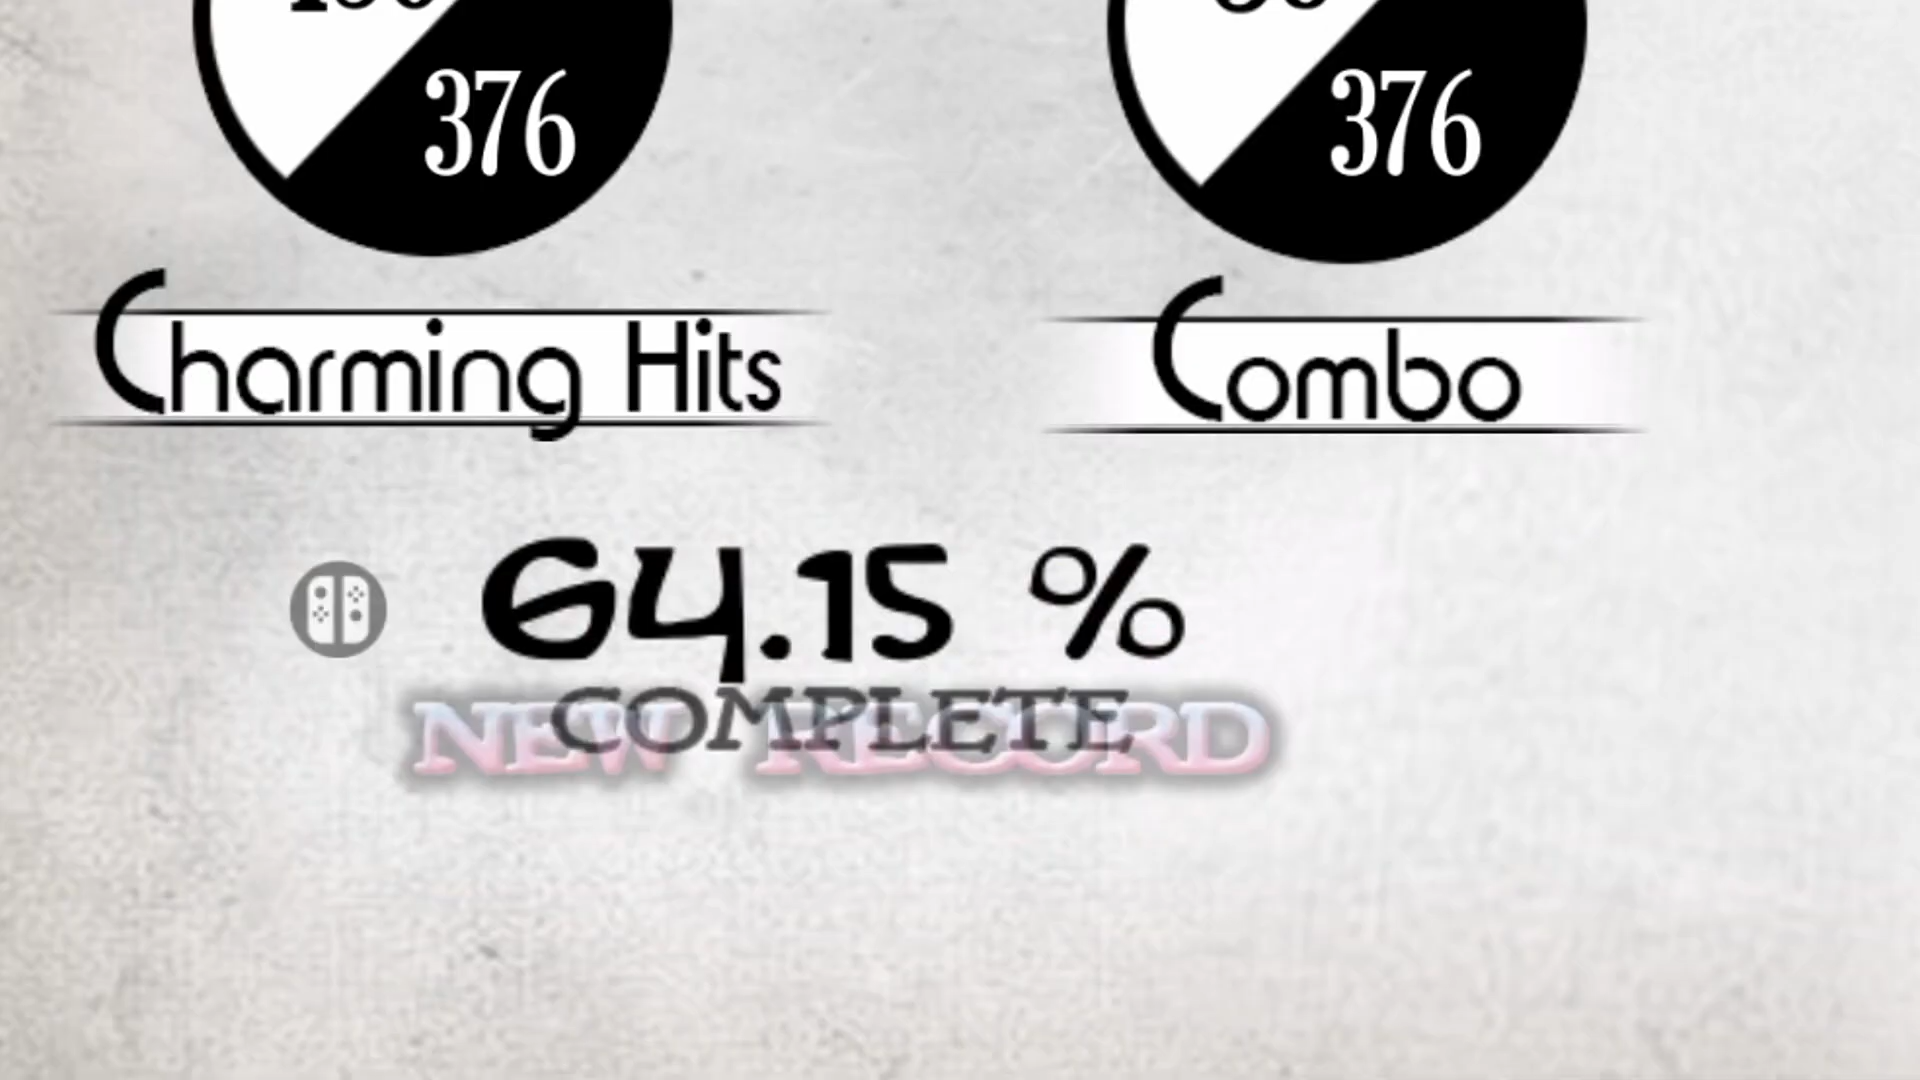 376
376
Charming Hits
Combo
64.15 %
COMPLETE
NEW RECORD